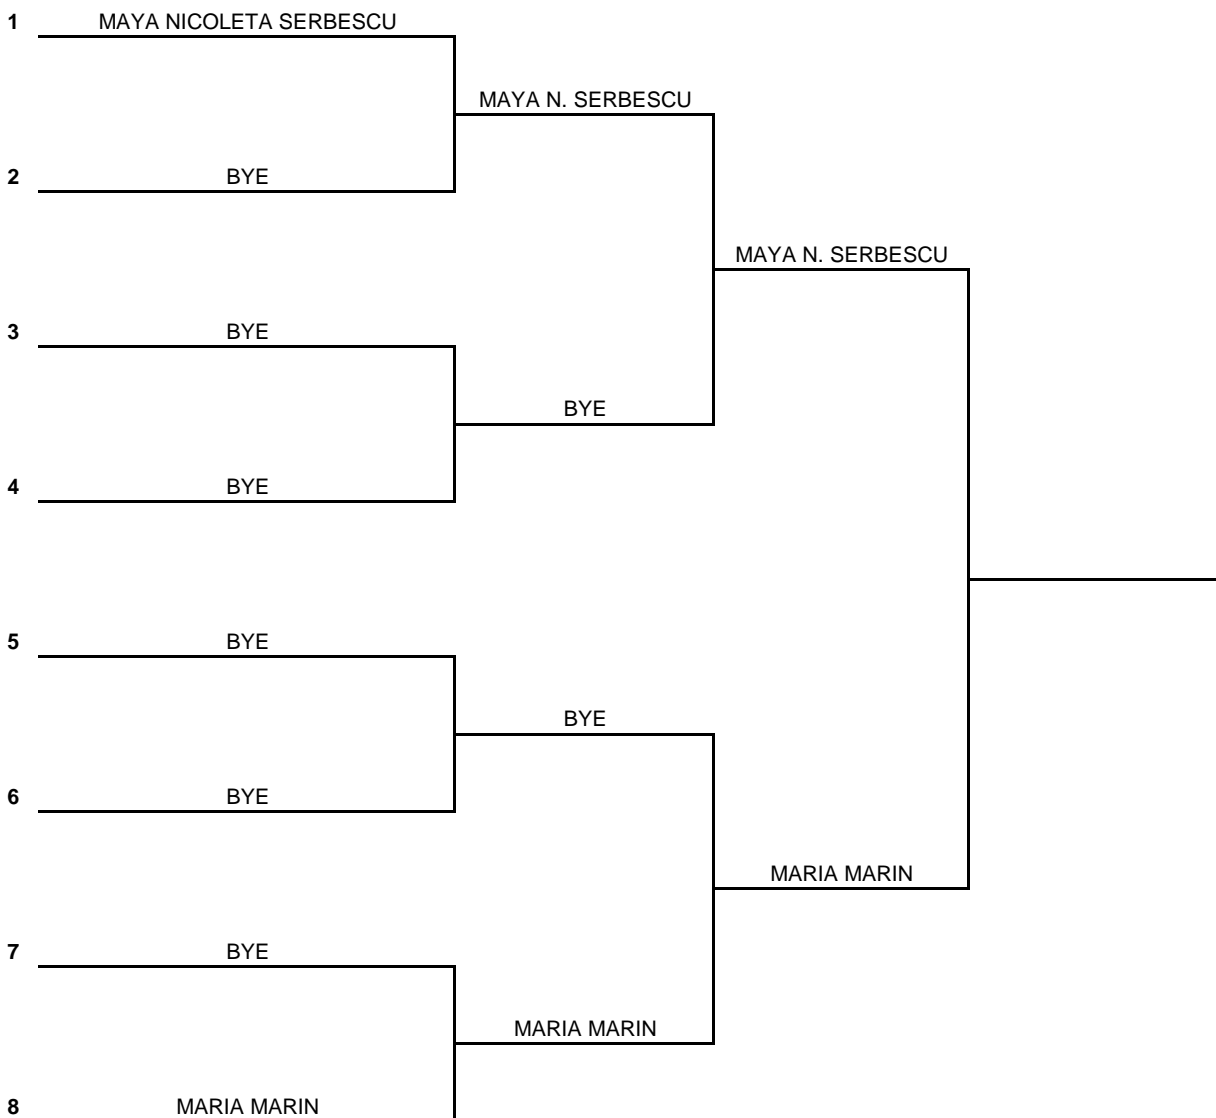 1 MAYA NICOLETA SERBESCU
MAYA N. SERBESCU
2 BYE
MAYA N. SERBESCU
3 BYE
BYE
4 BYE
5 BYE
BYE
6 BYE
MARIA MARIN
7 BYE
MARIA MARIN
8 MARIA MARIN